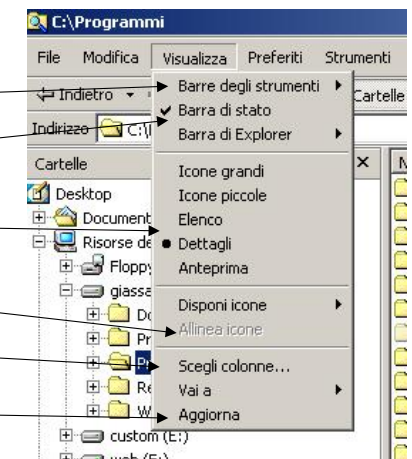 C:\Programmi
File Modifica Visualizza Preferiti Strumenti
Indietro Cartelle
Indirizzo C:\
Barre degli strumenti
Barra di stato
Barra di Explorer
Icone grandi
Icone piccole
Elenco
Dettagli
Anteprima
Disponi icone
Allinea icone
Scegli colonne...
Vai a
Aggiorna
Cartelle
Desktop
Document
Risorse de
Floppy
giassa
Do
Pr
Pr
Re
W
custom (E:)